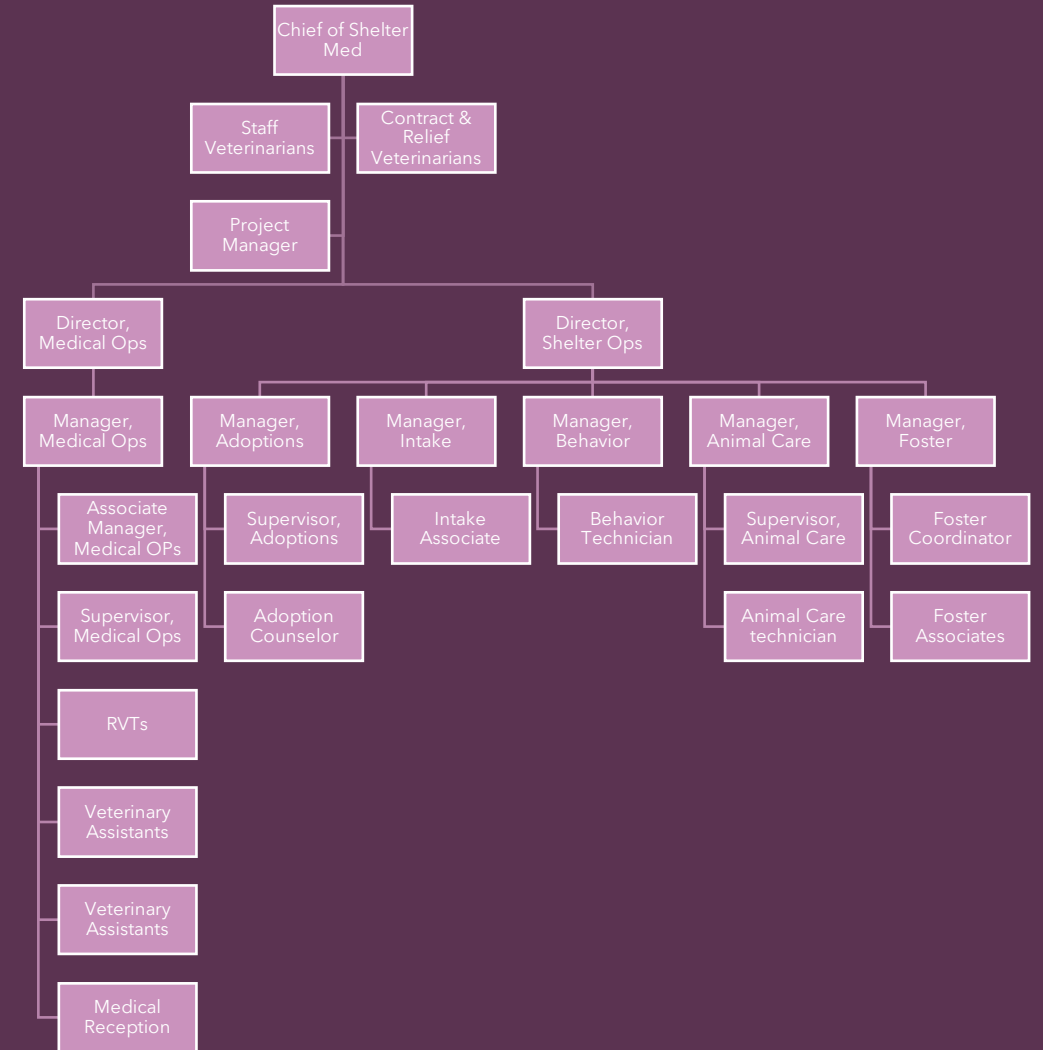 Chief of Shelter
Med
Staff
Veterinarians
Contract &
Relief
Veterinarians
Project
Manager
Director,
Medical Ops
Director,
Shelter Ops
Manager,
Medical Ops
Manager,
Adoptions
Manager,
Intake
Manager,
Behavior
Manager,
Animal Care
Manager,
Foster
Associate
Manager,
Medical OPs
Supervisor,
Adoptions
Intake
Associate
Behavior
Technician
Supervisor,
Animal Care
Foster
Coordinator
Supervisor,
Medical Ops
Adoption
Counselor
Animal Care
technician
Foster
Associates
RVTs
Veterinary
Assistants
Veterinary
Assistants
Medical
Reception